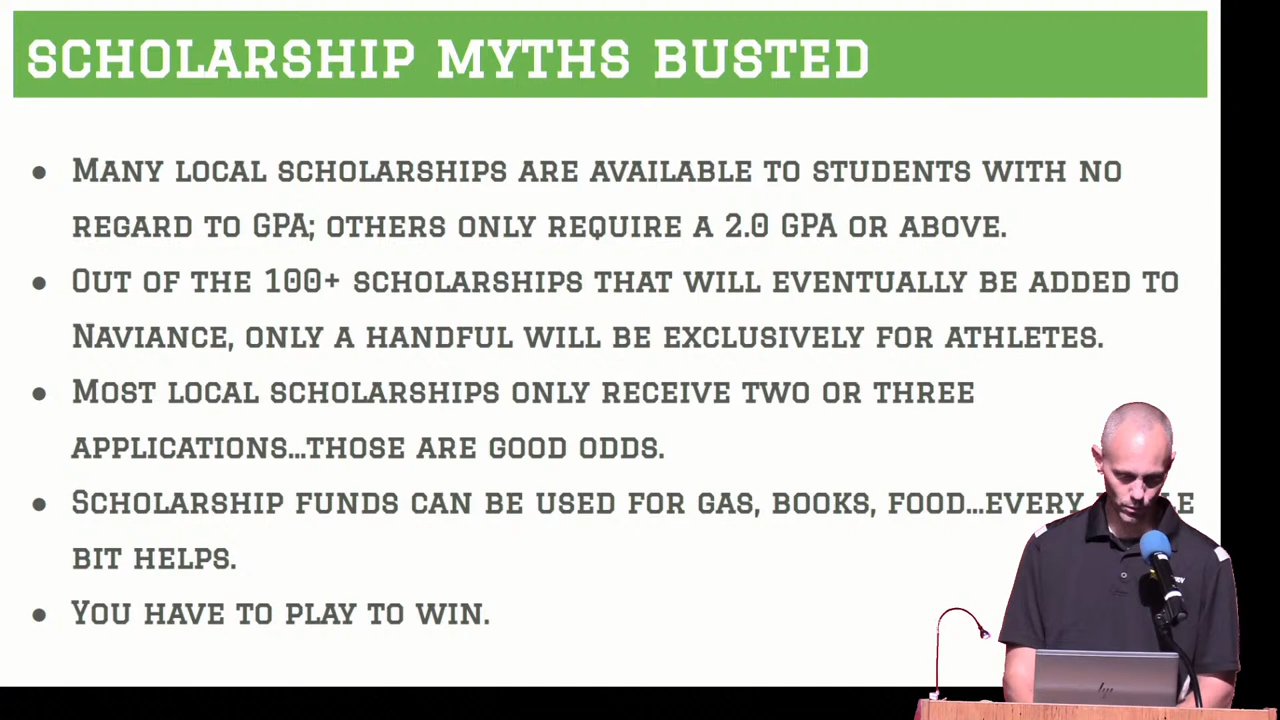 SCHOLARSHIP MYTHS BUSTED
● MANY LOCAL SCHOLARSHIPS ARE AVAILABLE TO STUDENTS WITH NO
REGARD TO GPA; OTHERS ONLY REQUIRE A 2.0 GPA OR ABOVE.
● OUT OF THE 100+ SCHOLARSHIPS THAT WILL EVENTUALLY BE ADDED TO
NAVIANCE, ONLY A HANDFUL WILL BE EXCLUSIVELY FOR ATHLETES.
● MOST LOCAL SCHOLARSHIPS ONLY RECEIVE TWO OR THREE
APPLICATIONS...THOSE ARE GOOD ODDS.
● SCHOLARSHIP FUNDS CAN BE USED FOR GAS, BOOKS, FOOD...EVERY
BIT HELPS.
● YOU HAVE TO PLAY TO WIN.
hp